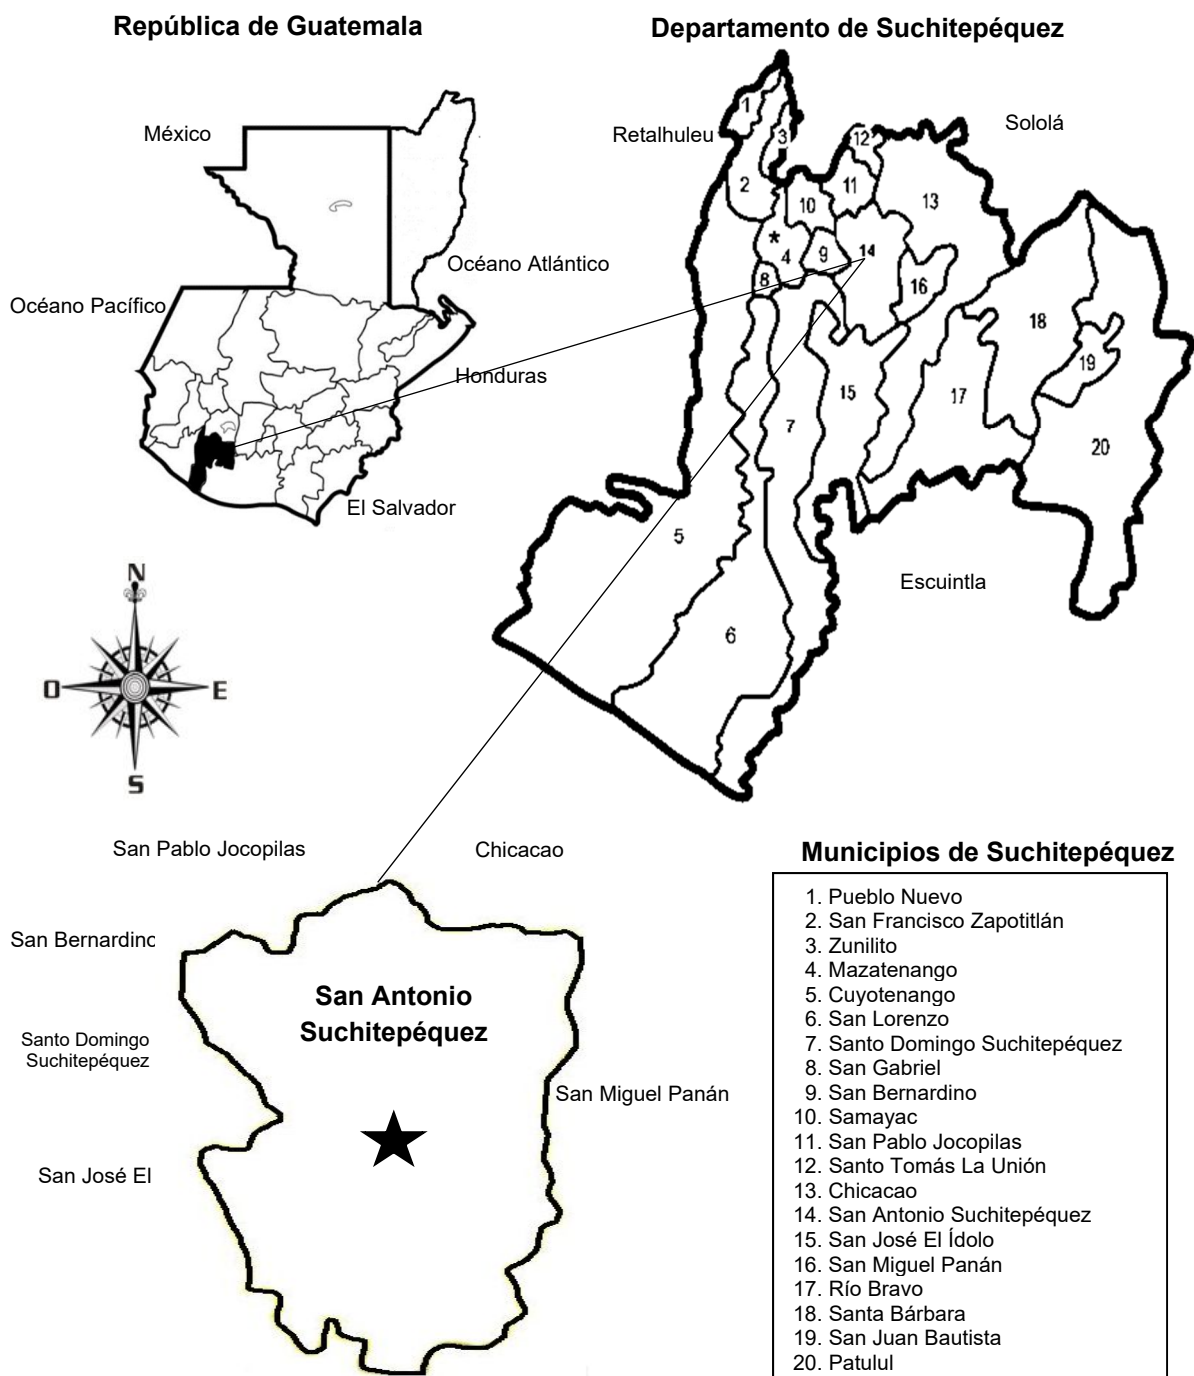 República de Guatemala
Departamento de Suchitepéquez
México
Retalhuleu
Sololá
1
3
12
2
11
10
13
*
4
9
14
8
16
Océano Atlántico
Océano Pacífico
18
19
Honduras
15
17
7
20
El Salvador
5
Escuintla
6
N
O
E
S
San Pablo Jocopilas
Chicacao
San Bernardino
San Antonio
Suchitepéquez
Santo Domingo
Suchitepéquez
San Miguel Panán
San José El
Municipios de Suchitepéquez
1. Pueblo Nuevo
2. San Francisco Zapotitlán
3. Zunilito
4. Mazatenango
5. Cuyotenango
6. San Lorenzo
7. Santo Domingo Suchitepéquez
8. San Gabriel
9. San Bernardino
10. Samayac
11. San Pablo Jocopilas
12. Santo Tomás La Unión
13. Chicacao
14. San Antonio Suchitepéquez
15. San José El Ídolo
16. San Miguel Panán
17. Río Bravo
18. Santa Bárbara
19. San Juan Bautista
20. Patulul